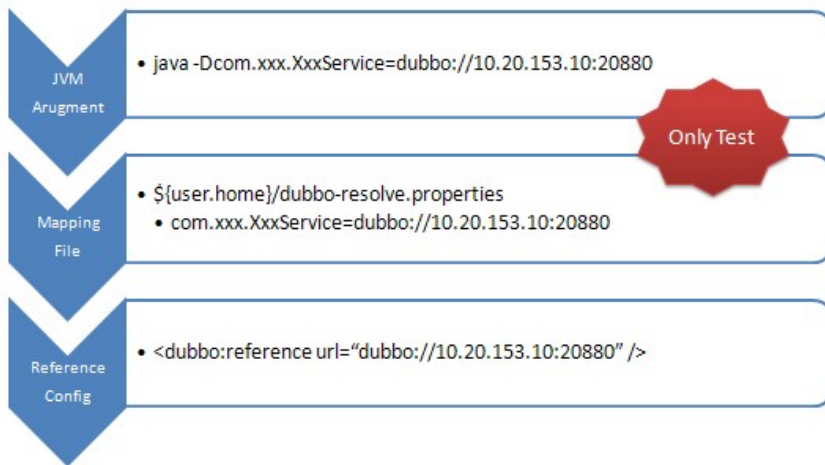 JVM
Arugment
• java -Dcom.xxx.XxxService=dubbo://10.20.153.10:20880
Only Test
Mapping
File
• ${user.home}/dubbo-resolve.properties
• com.xxx.XxxService=dubbo://10.20.153.10:20880
Reference
Config
• <dubbo:reference url=“dubbo://10.20.153.10:20880” />